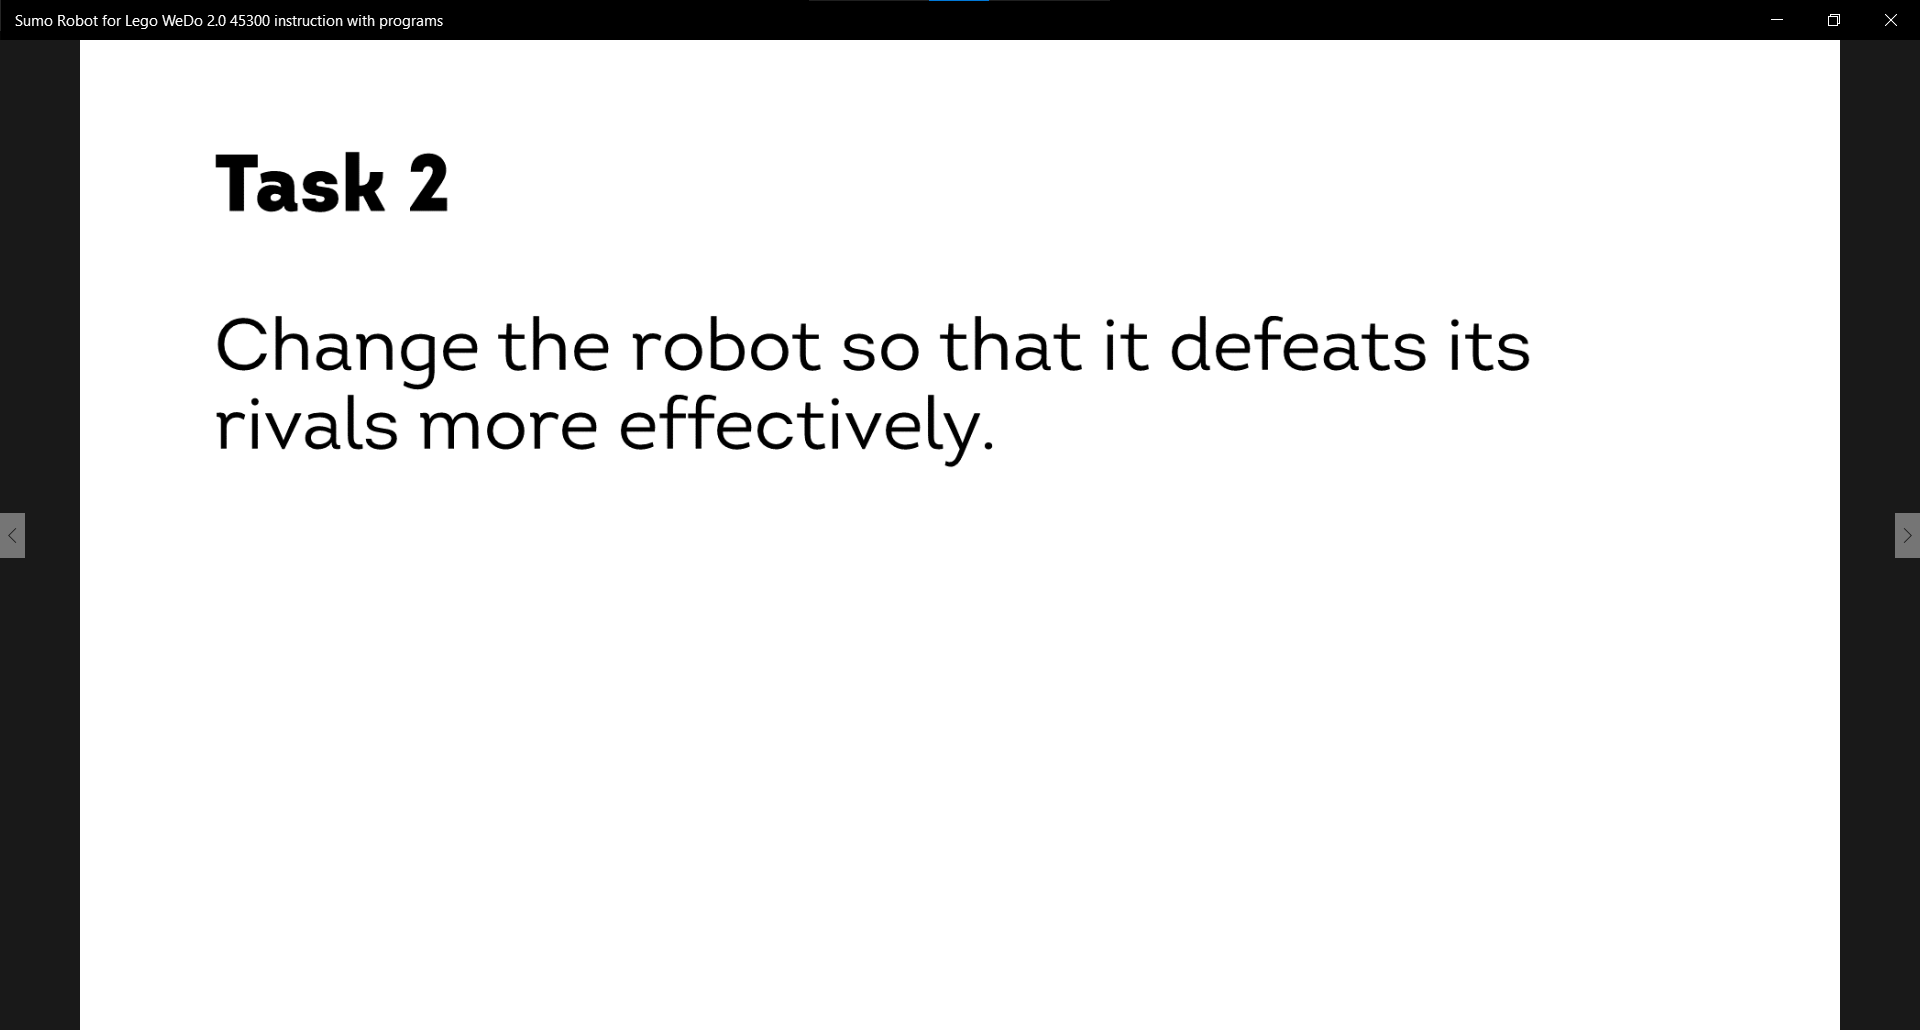 Sumo Robot for Lego WeDo 2.0 45300 instruction with programs
Task 2
Change the robot so that it defeats its
rivals more effectively.